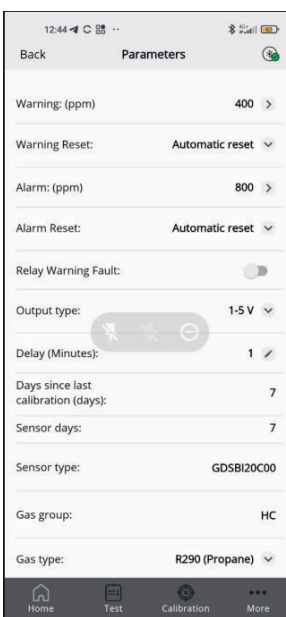 12:44
Back Parameters
Warning: (ppm) 400
Warning Reset: Automatic reset
Alarm: (ppm) 800
Alarm Reset: Automatic reset
Relay Warning Fault:
Output type: 1-5 V
Delay (Minutes): 1
Days since last
calibration (days): 7
Sensor days: 7
Sensor type: GDSBI20C00
Gas group: HC
Gas type: R290 (Propane)
Home Test Calibration More